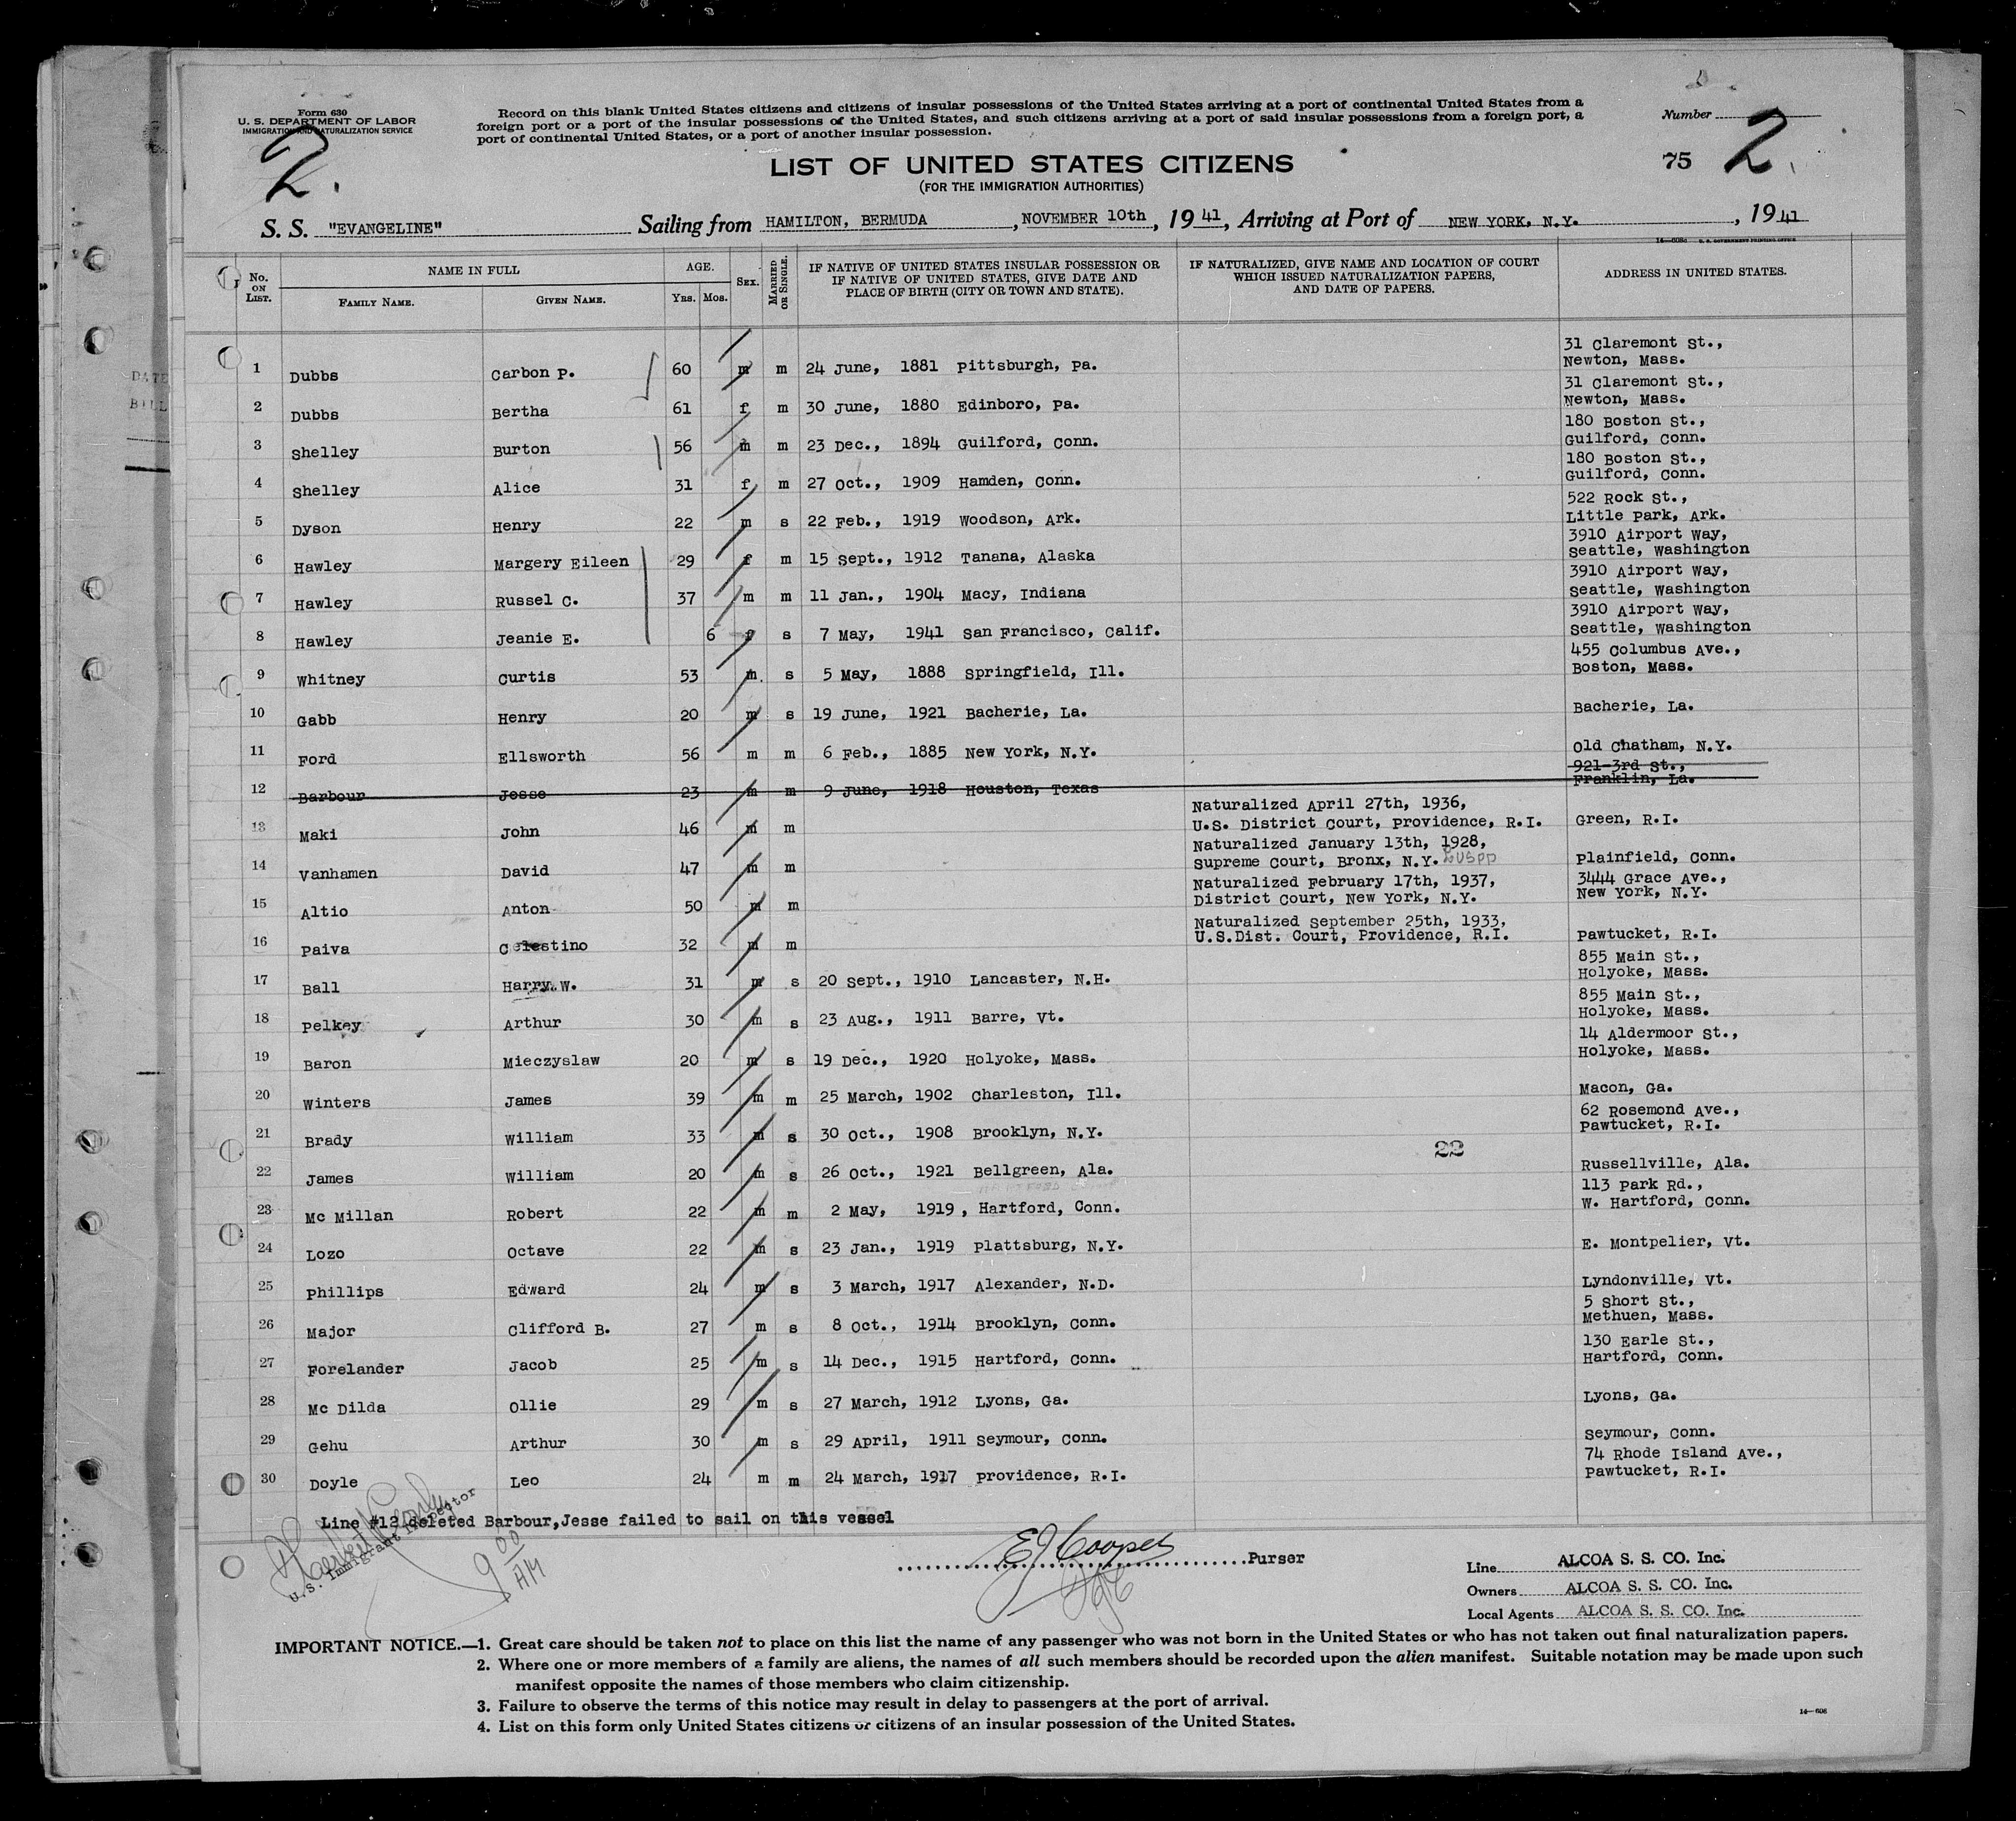 Form 630
U. S. DEPARTMENT OF LABOR
IMMIGRATION AND NATURALIZATION SERVICE
Record on this blank United States citizens and citizens of insular possessions of the United States arriving at a port of continental United States from a
foreign port or a port of the insular possessions of the United States, and such citizens arriving at a port of said insular possessions from a foreign port, a
port of continental United States, or a port of another insular possession.
Number
2.
75 2.
LIST OF UNITED STATES CITIZENS
(FOR THE IMMIGRATION AUTHORITIES)
S. S. "EVANGELINE" Sailing from HAMILTON, BERMUDA, NOVEMBER 10th, 1941, Arriving at Port of NEW YORK, N.Y., 1941
14—608c U. S. GOVERNMENT PRINTING OFFICE
No. ON LIST. NAME IN FULL FAMILY NAME. GIVEN NAME. AGE. YRS. MOS. SEX. MARRIED OR SINGLE. IF NATIVE OF UNITED STATES INSULAR POSSESSION OR IF NATIVE OF UNITED STATES, GIVE DATE AND PLACE OF BIRTH (CITY OR TOWN AND STATE). IF NATURALIZED, GIVE NAME AND LOCATION OF COURT WHICH ISSUED NATURALIZATION PAPERS, AND DATE OF PAPERS. ADDRESS IN UNITED STATES.
DATE
BILL
1 Dubbs Carbon P. 60 m m 24 June, 1881 Pittsburgh, Pa. 31 Claremont St., Newton, Mass.
2 Dubbs Bertha 61 f m 30 June, 1880 Edinboro, Pa. 31 Claremont St., Newton, Mass.
3 Shelley Burton 56 m m 23 Dec., 1894 Guilford, Conn. 180 Boston St., Guilford, Conn.
4 Shelley Alice 31 f m 27 Oct., 1909 Hamden, Conn. 180 Boston St., Guilford, Conn.
5 Dyson Henry 22 m s 22 Feb., 1919 Woodson, Ark. 522 Rock St., Little Park, Ark.
6 Hawley Margery Eileen 29 f m 15 Sept., 1912 Tanana, Alaska 3910 Airport Way, Seattle, Washington
7 Hawley Russel C. 37 m m 11 Jan., 1904 Macy, Indiana 3910 Airport Way, Seattle, Washington
8 Hawley Jeanie E. 6 f s 7 May, 1941 San Francisco, Calif. 3910 Airport Way, Seattle, Washington
9 Whitney Curtis 53 m. s 5 May, 1888 Springfield, Ill. 455 Columbus Ave., Boston, Mass.
10 Gabb Henry 20 m s 19 June, 1921 Bacherie, La. Bacherie, La.
11 Ford Ellsworth 56 m m 6 Feb., 1885 New York, N.Y. Old Chatham, N.Y.
12 Barbour Jesse 23 m m 9 June, 1918 Houston, Texas 921-3rd St., Franklin, La.
13 Maki John 46 m m Naturalized April 27th, 1936, U.S. District Court, Providence, R.I. Green, R.I.
14 Vanhamen David 47 m m Naturalized January 13th, 1928, Supreme Court, Bronx, N.Y. Plainfield, Conn.
15 Altio Anton 50 m m Naturalized February 17th, 1937, District Court, New York, N.Y. 3444 Grace Ave., New York, N.Y.
16 Paiva Celestino 32 m m Naturalized September 25th, 1933, U.S.Dist. Court, Providence, R.I. Pawtucket, R.I.
17 Ball Harry W. 31 m s 20 Sept., 1910 Lancaster, N.H. 855 Main St., Holyoke, Mass.
18 Pelkey Arthur 30 m s 23 Aug., 1911 Barre, Vt. 855 Main St., Holyoke, Mass.
19 Baron Mieczyslaw 20 m s 19 Dec., 1920 Holyoke, Mass. 14 Aldermoor St., Holyoke, Mass.
20 Winters James 39 m m 25 March, 1902 Charleston, Ill. Macon, Ga.
21 Brady William 33 m s 30 Oct., 1908 Brooklyn, N.Y. 62 Rosemond Ave., Pawtucket, R.I.
22
22 James William 20 m s 26 Oct., 1921 Bellgreen, Ala. Russellville, Ala.
23 Mc Millan Robert 22 m m 2 May, 1919, Hartford, Conn. 113 Park Rd., W. Hartford, Conn.
24 Lozo Octave 22 m s 23 Jan., 1919 Plattsburg, N.Y. E. Montpelier, Vt.
25 Phillips Edward 24 m s 3 March, 1917 Alexander, N.D. Lyndonville, Vt.
26 Major Clifford B. 27 m s 8 Oct., 1914 Brooklyn, Conn. 5 Short St., Methuen, Mass.
27 Forelander Jacob 25 m s 14 Dec., 1915 Hartford, Conn. 130 Earle St., Hartford, Conn.
28 Mc Dilda Ollie 29 m s 27 March, 1912 Lyons, Ga. Lyons, Ga.
29 Gehu Arthur 30 m s 29 April, 1911 Seymour, Conn. Seymour, Conn.
30 Doyle Leo 24 m m 24 March, 1917 Providence, R.I. 74 Rhode Island Ave., Pawtucket, R.I.
Line #12 deleted Barbour,Jesse failed to sail on this vessel
U.S. Immigrant Inspector
9 00 AM
EJ Cooper Purser
Line ALCOA S. S. CO. Inc.
Owners ALCOA S. S. CO. Inc.
Local Agents ALCOA S. S. CO. Inc.
IMPORTANT NOTICE.—1. Great care should be taken not to place on this list the name of any passenger who was not born in the United States or who has not taken out final naturalization papers.
2. Where one or more members of a family are aliens, the names of all such members should be recorded upon the alien manifest. Suitable notation may be made upon such
manifest opposite the names of those members who claim citizenship.
3. Failure to observe the terms of this notice may result in delay to passengers at the port of arrival.
4. List on this form only United States citizens or citizens of an insular possession of the United States.
14—608